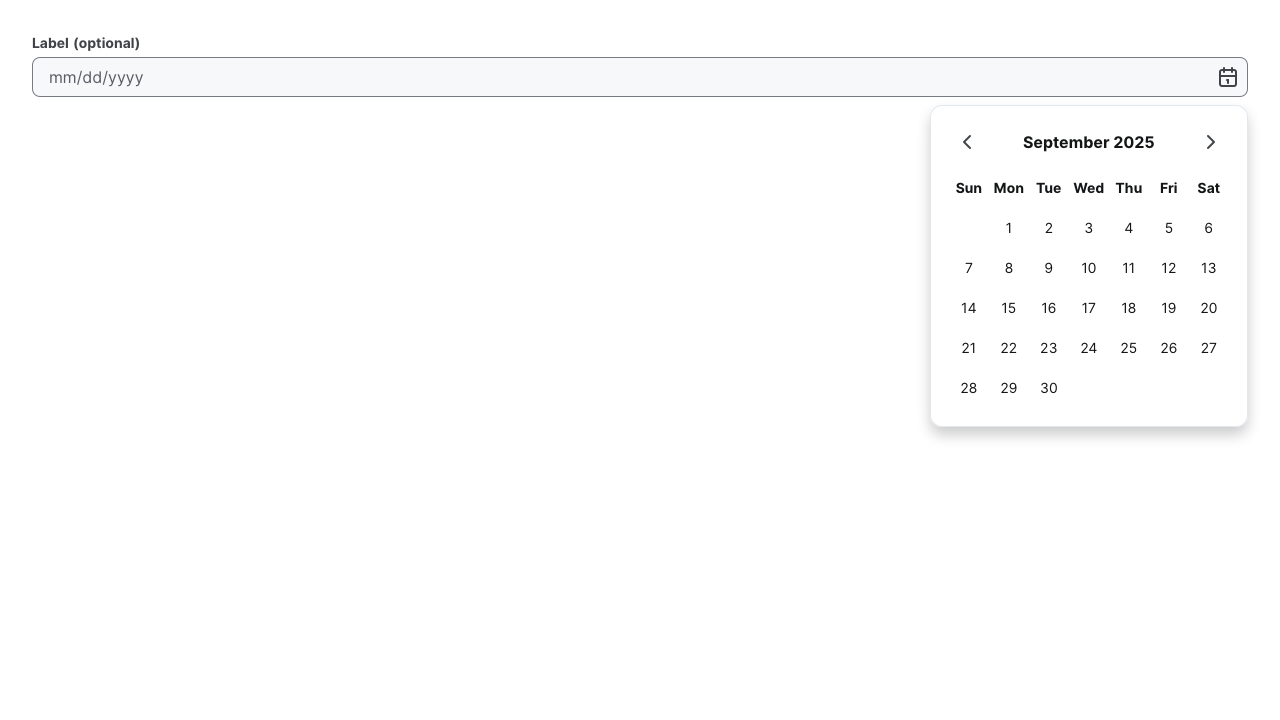 Label (optional)
mm/dd/yyyy
September 2025
Sun Mon Tue Wed Thu Fri Sat
1 2 3 4 5 6
7 8 9 10 11 12 13
14 15 16 17 18 19 20
21 22 23 24 25 26 27
28 29 30